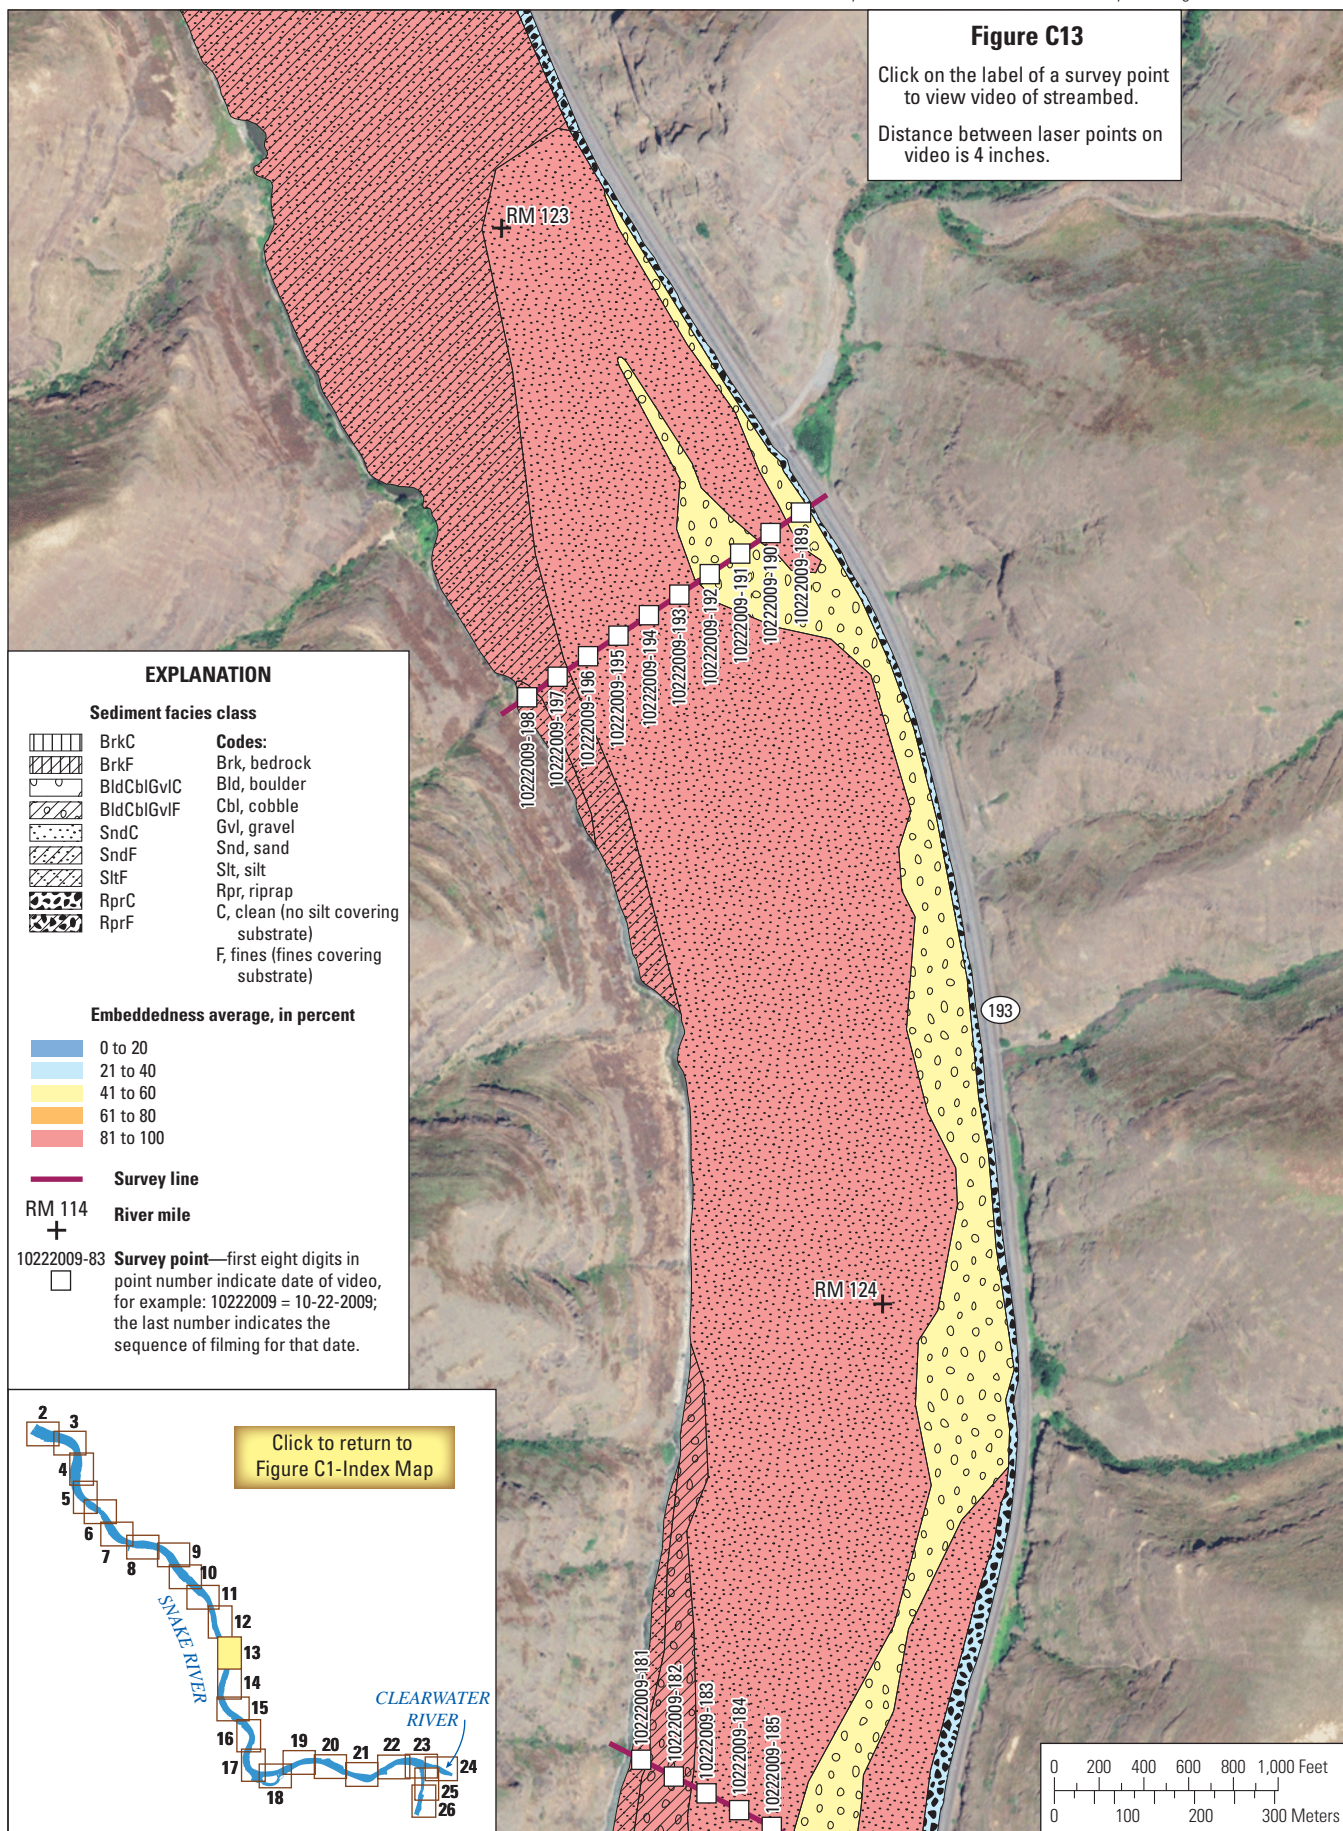 Figure C13
Click on the label of a survey point
to view video of streambed.
Distance between laser points on
video is 4 inches.
RM 123
10222009-189
10222009-190
10222009-191
10222009-192
10222009-193
10222009-194
10222009-195
10222009-196
10222009-197
10222009-198
193
RM 124
10222009-181
10222009-182
10222009-183
10222009-184
10222009-185
EXPLANATION
Sediment facies class
BrkC
BrkF
BldCblGvlC
BldCblGvlF
SndC
SndF
SltF
RprC
RprF
Codes:
Brk, bedrock
Bld, boulder
Cbl, cobble
Gvl, gravel
Snd, sand
Slt, silt
Rpr, riprap
C, clean (no silt covering
substrate)
F, fines (fines covering
substrate)
Embeddedness average, in percent
0 to 20
21 to 40
41 to 60
61 to 80
81 to 100
Survey line
RM 114
River mile
10222009-83
Survey point—first eight digits in
point number indicate date of video,
for example: 10222009 = 10-22-2009;
the last number indicates the
sequence of filming for that date.
Click to return to
Figure C1-Index Map
2
3
4
5
6
7
8
9
10
11
12
13
14
15
16
17
18
19
20
21
22
23
24
25
26
SNAKE RIVER
CLEARWATER
RIVER
0 200 400 600 800 1,000 Feet
0 100 200 300 Meters